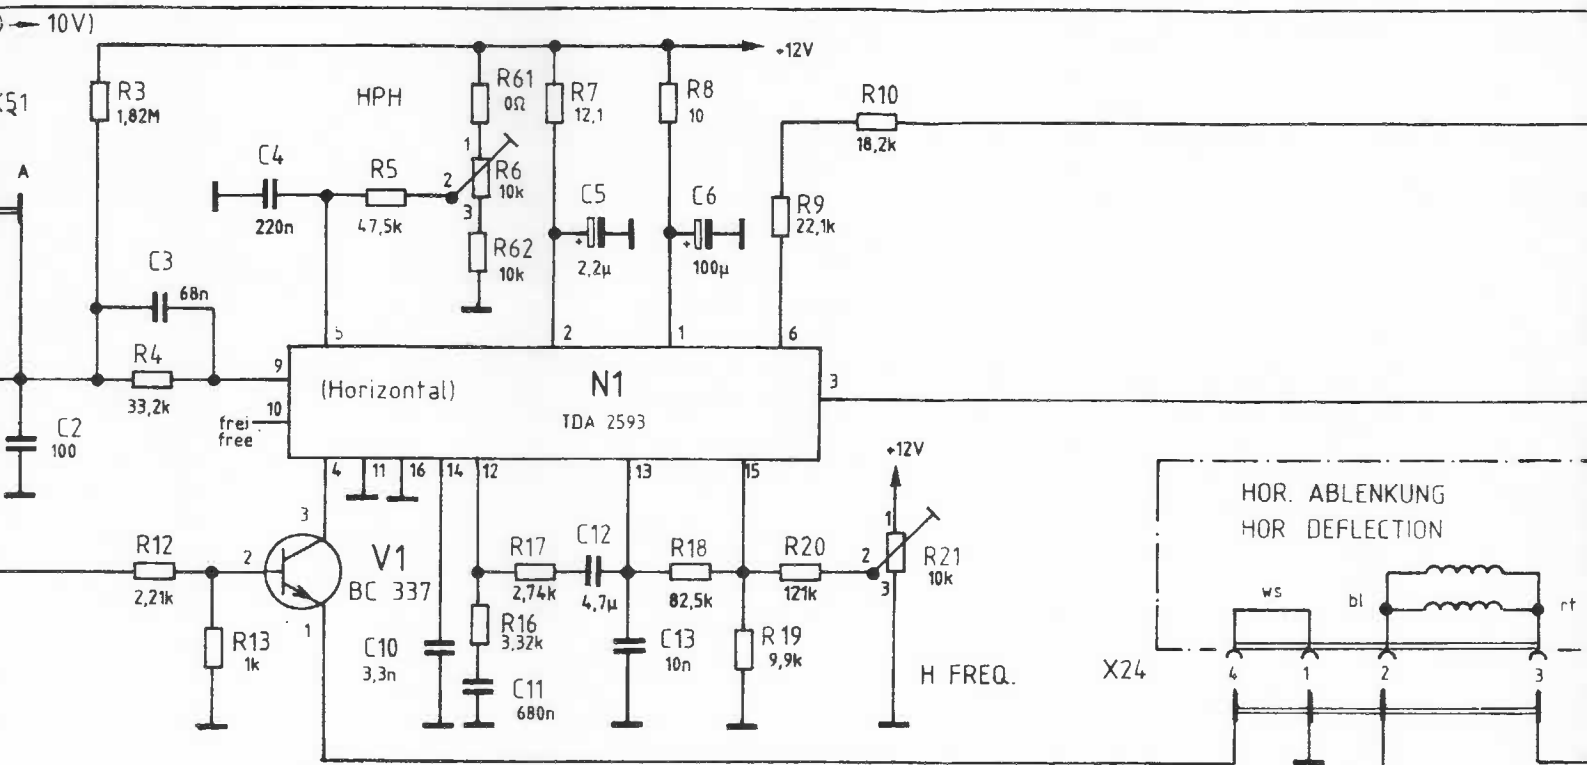 → 10V)
+12V
R3
1,82M
HPH
R61
0Ω
R7
12,1
R8
10
R10
18,2k
A
C4
220n
R5
47,5k
1
2
3
R6
10k
R62
10k
C5
+
2,2µ
C6
+
100µ
R9
22,1k
C3
68n
5
2
1
6
R4
33,2k
9
(Horizontal)
N1
TDA 2593
3
10
frei
free
C2
100
4
11
16
14
12
13
15
+12V
HOR. ABLENKUNG
HOR DEFLECTION
R12
2,21k
2
3
1
V1
BC 337
R17
2,74k
C12
4,7µ
R18
82,5k
R20
121k
1
2
3
R21
10k
ws
bl
rt
R13
1k
C10
3,3n
R16
3,32k
C11
680n
C13
10n
R19
9,9k
H FREQ.
X24
4
1
2
3